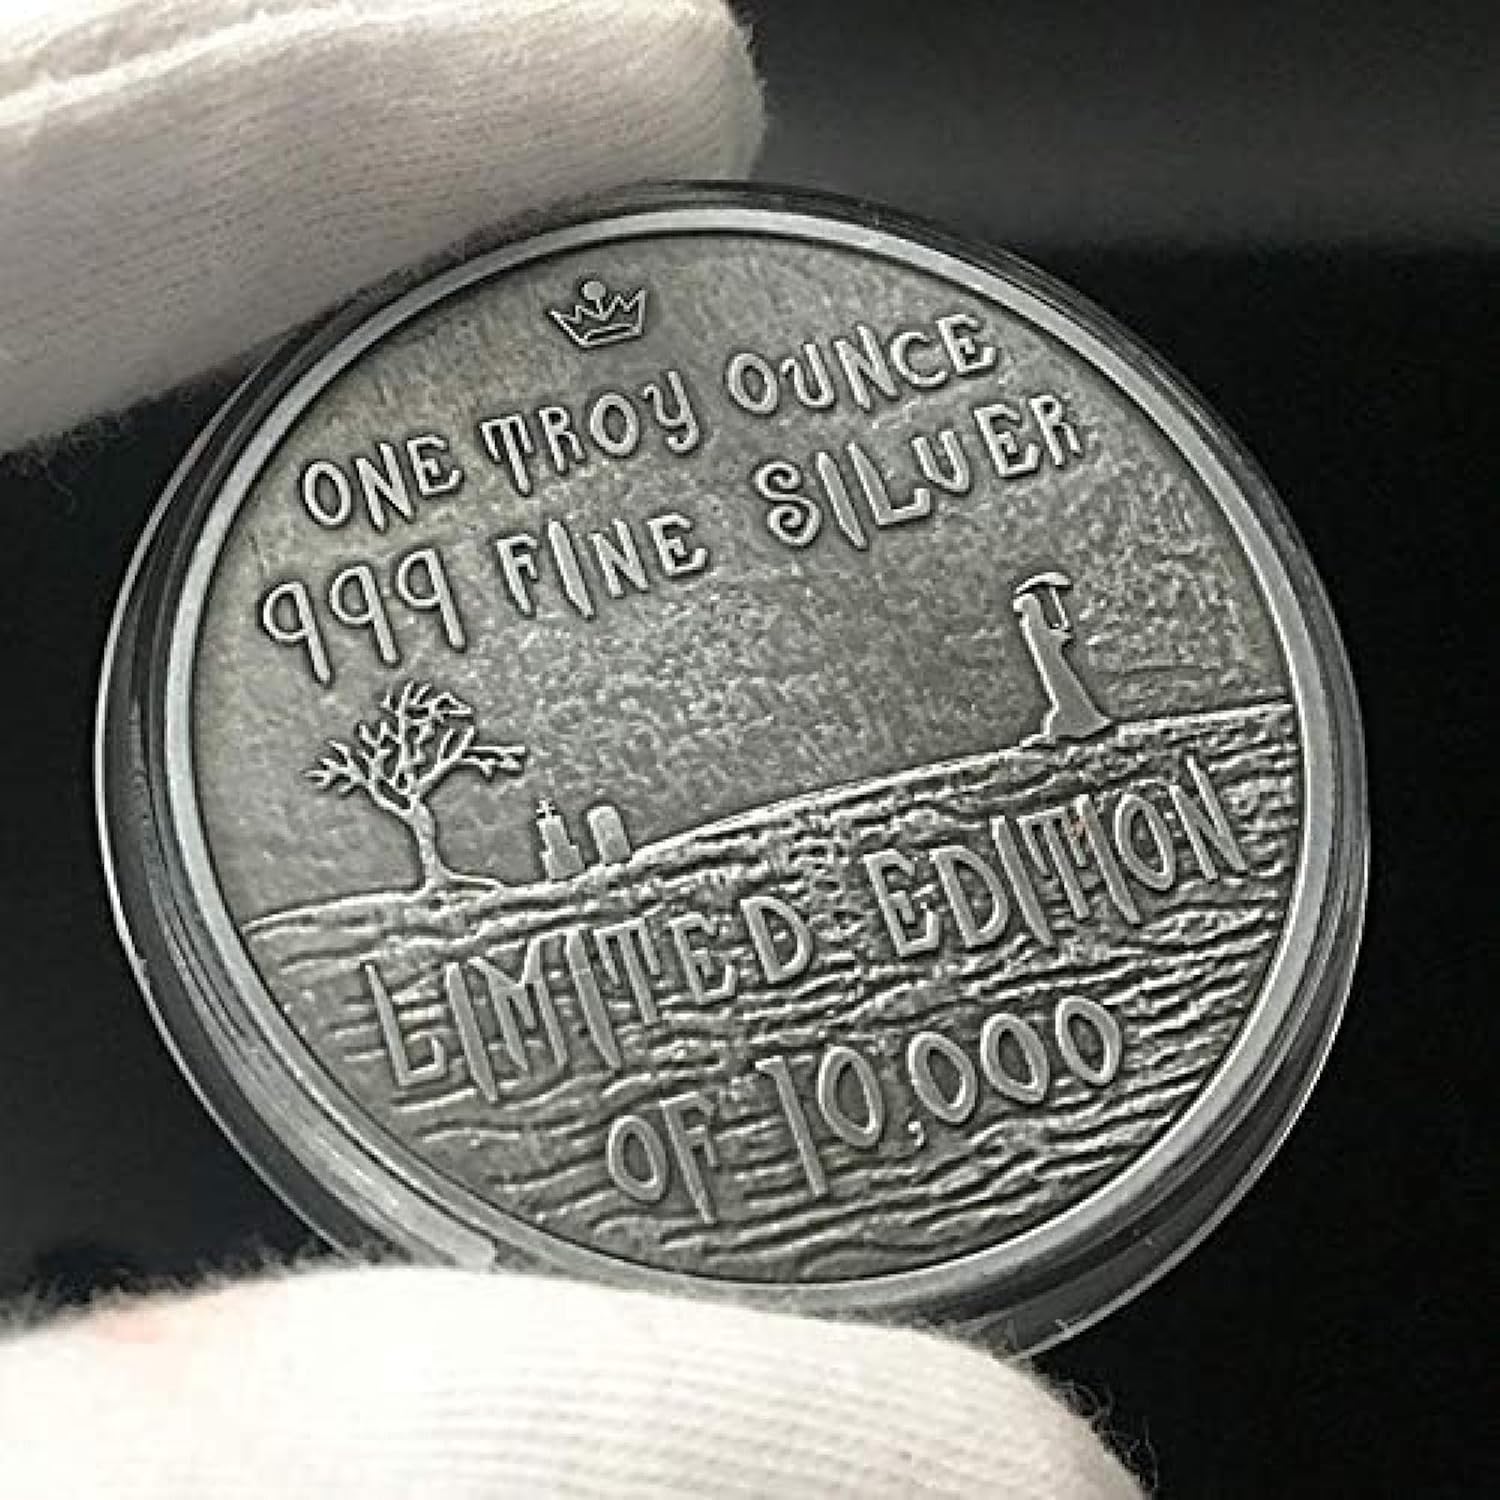 ONE TROY OUNCE
999 FINE SILVER
LIMITED EDITION
OF 10,000